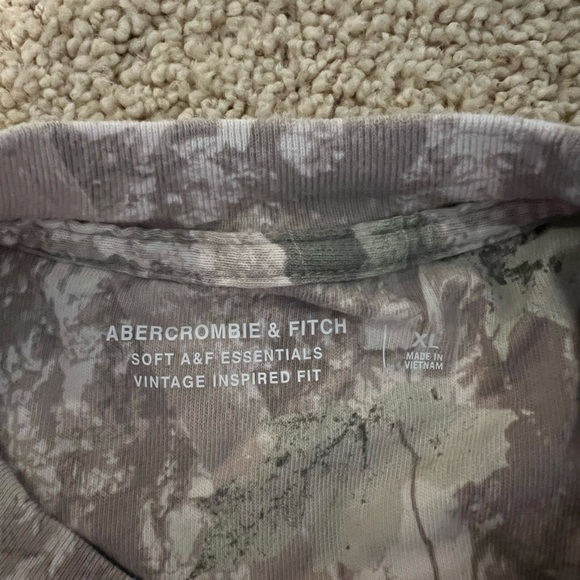 ABERCROMBIE & FITCH
SOFT A&F ESSENTIALS
VINTAGE INSPIRED FIT
XL
MADE IN
VIETNAM